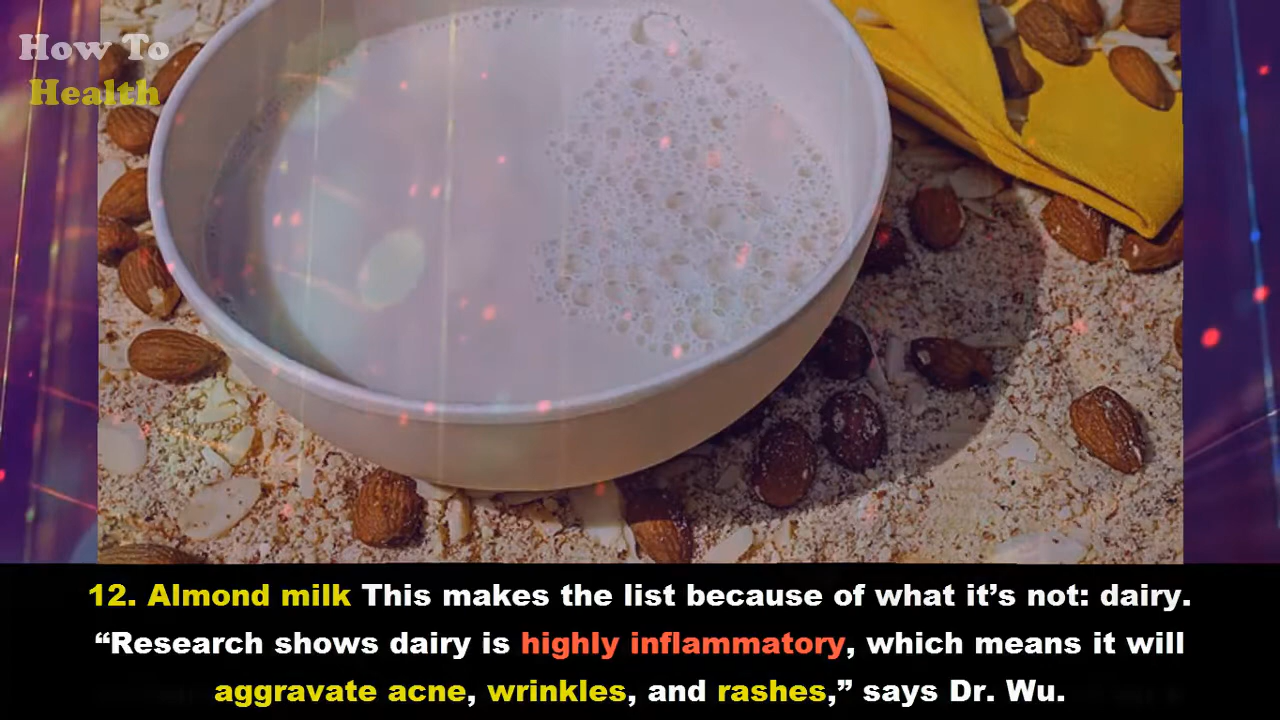 How To
Health
12. Almond milk This makes the list because of what it’s not: dairy.
“Research shows dairy is highly inflammatory, which means it will
aggravate acne, wrinkles, and rashes,” says Dr. Wu.